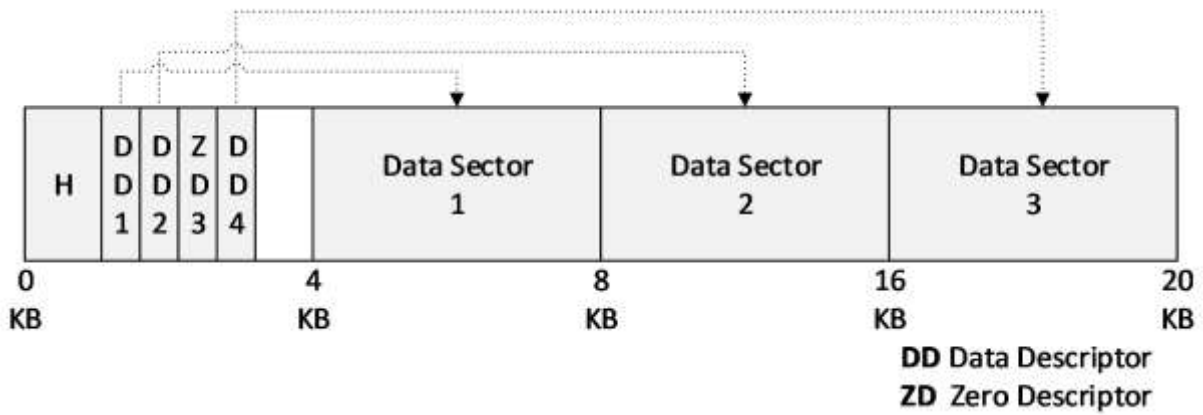 H
D D 1
D D 2
Z D 3
D D 4
Data Sector
1
Data Sector
2
Data Sector
3
0 4 8 16 20
KB KB KB KB KB
DD Data Descriptor
ZD Zero Descriptor